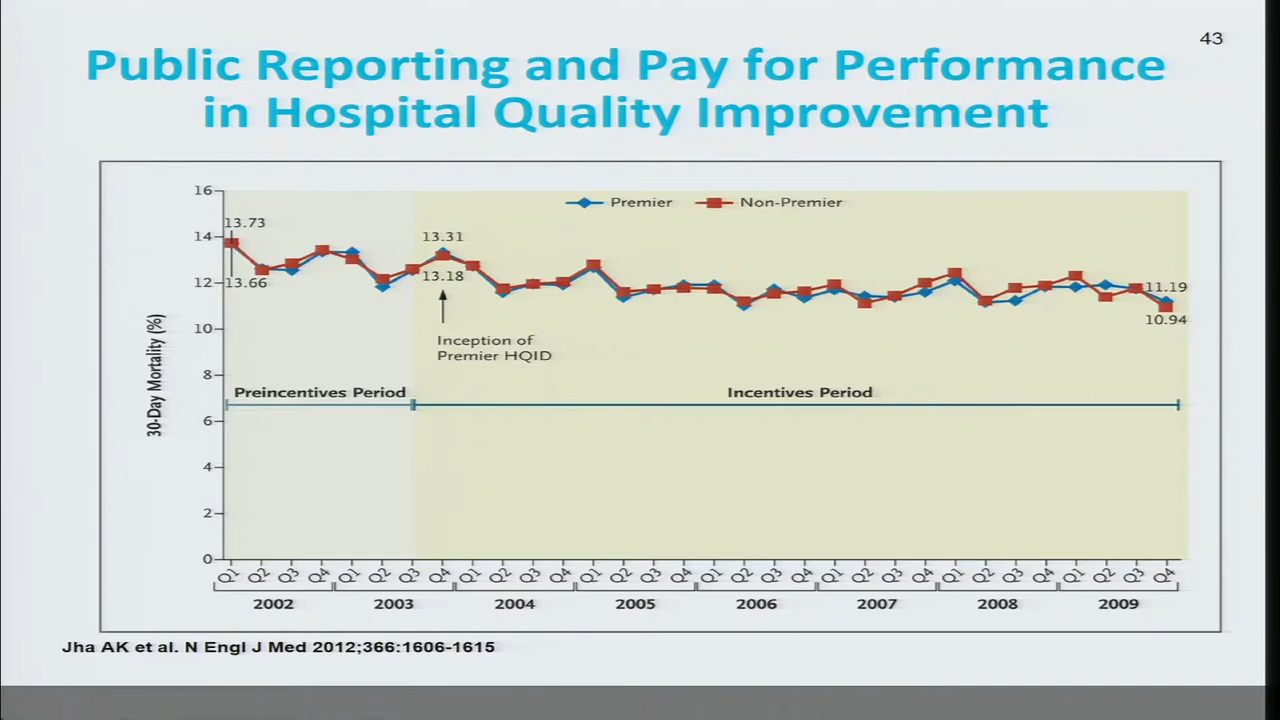 43
Public Reporting and Pay for Performance
in Hospital Quality Improvement
16
14
12
10
8
6
4
2
0
30-Day Mortality (%)
Premier
Non-Premier
13.73
13.66
13.31
13.18
11.19
10.94
Inception of
Premier HQID
Preincentives Period
Incentives Period
Q1 Q2 Q3 Q4 Q1 Q2 Q3 Q4 Q1 Q2 Q3 Q4 Q1 Q2 Q3 Q4 Q1 Q2 Q3 Q4 Q1 Q2 Q3 Q4 Q1 Q2 Q3 Q4 Q1 Q2 Q3 Q4
2002 2003 2004 2005 2006 2007 2008 2009
Jha AK et al. N Engl J Med 2012;366:1606-1615